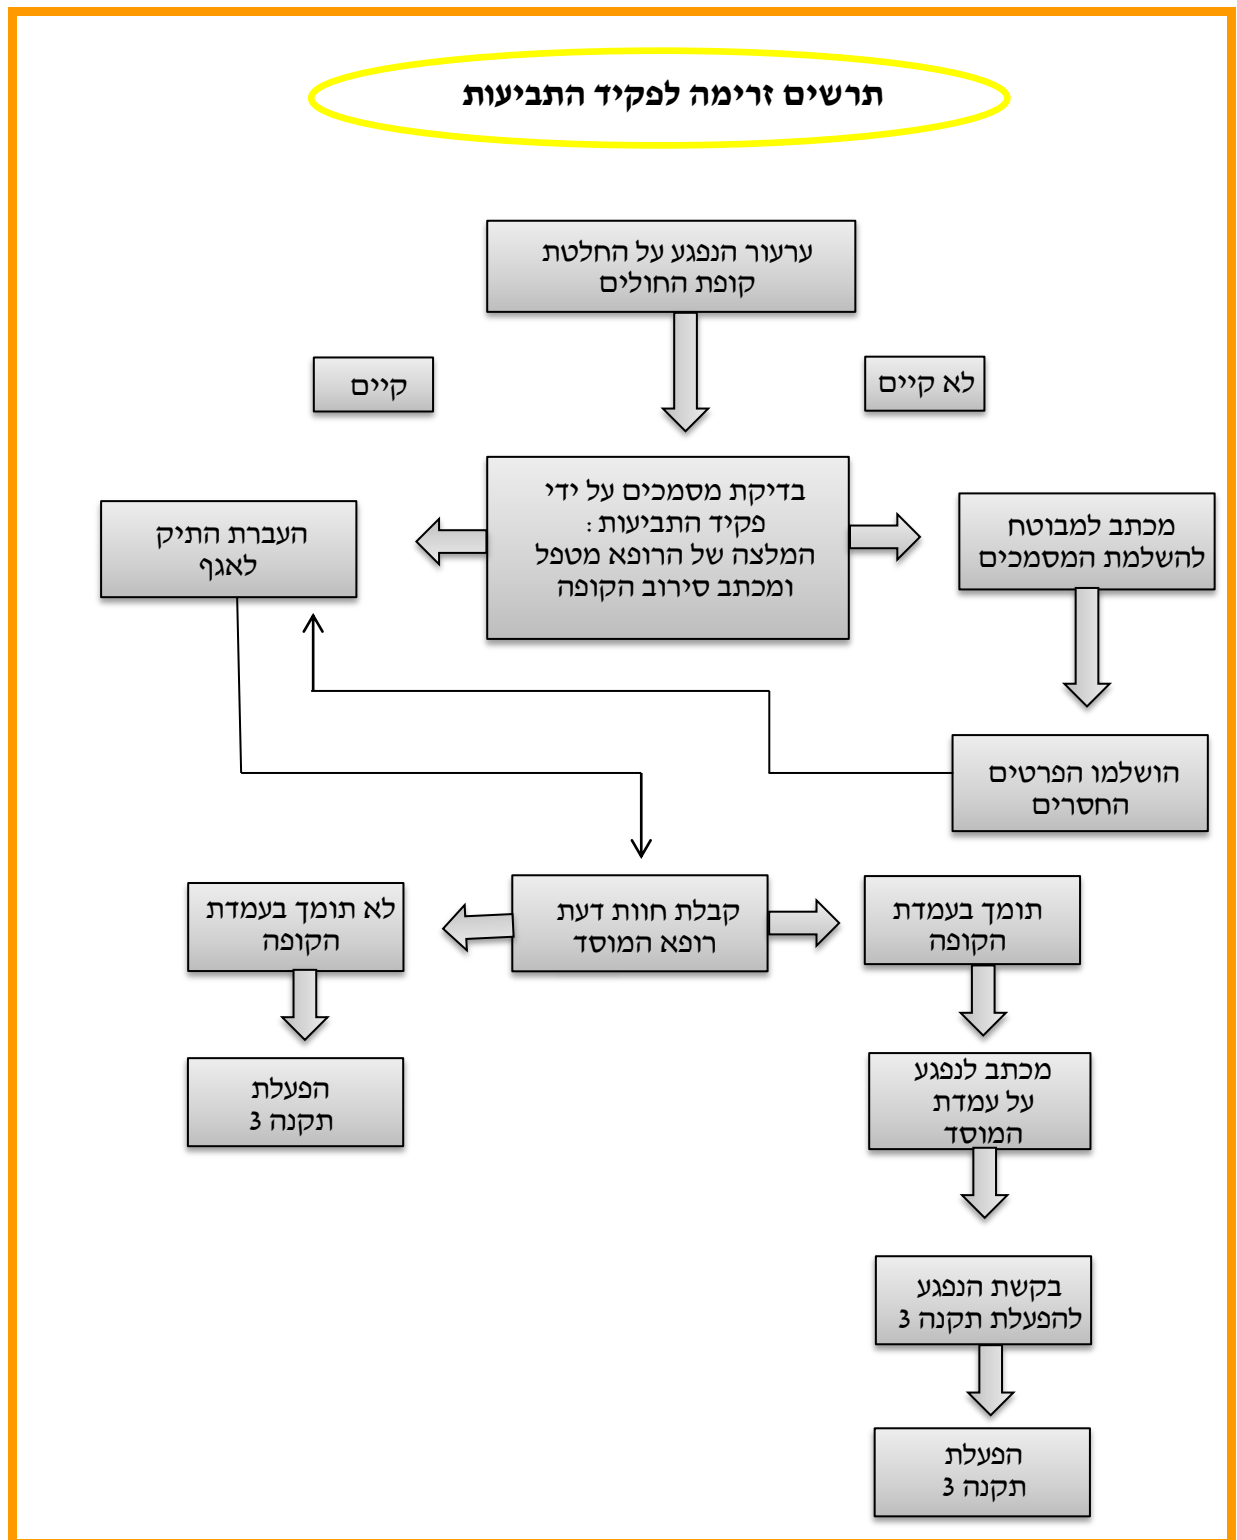 תרשים זרימה לפקיד התביעות
ערעור הנפגע על החלטת
קופת החולים
לא קיים
קיים
בדיקת מסמכים על ידי
פקיד התביעות :
המלצה של הרופא מטפל
ומכתב סירוב הקופה
מכתב למבוטח
להשלמת המסמכים
העברת התיק
לאגף
הושלמו הפרטים
החסרים
קבלת חוות דעת
רופא המוסד
תומך בעמדת
הקופה
לא תומך בעמדת
הקופה
מכתב לנפגע
על עמדת
המוסד
הפעלת
תקנה 3
בקשת הנפגע
להפעלת תקנה 3
הפעלת
תקנה 3